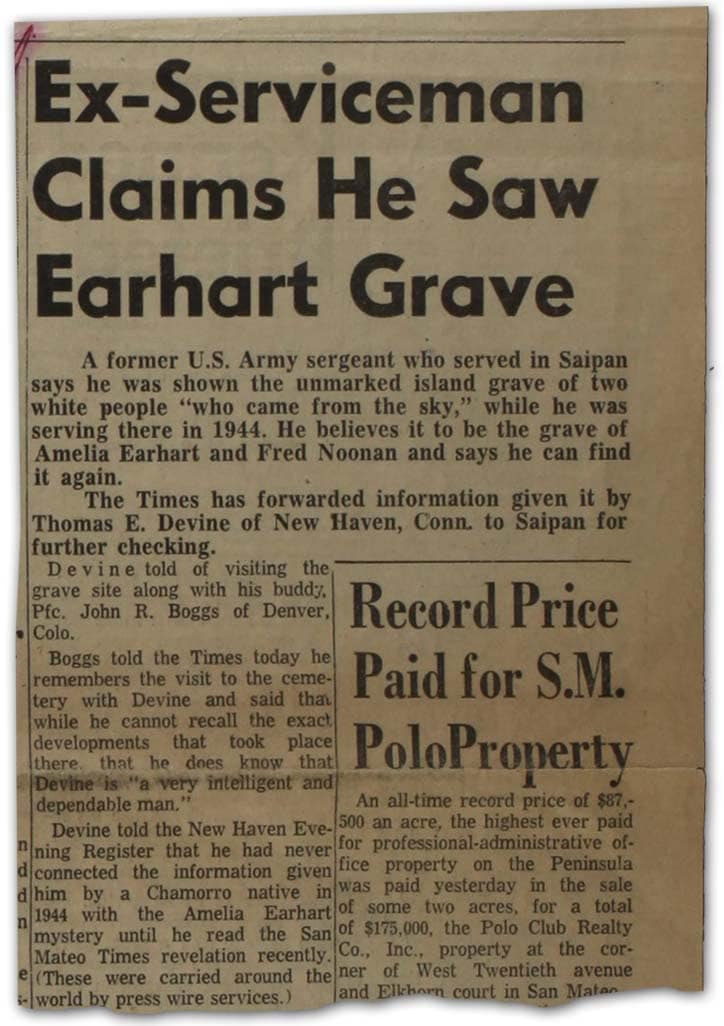 Ex-Serviceman
Claims He Saw
Earhart Grave
A former U.S. Army sergeant who served in Saipan
says he was shown the unmarked island grave of two
white people "who came from the sky," while he was
serving there in 1944. He believes it to be the grave of
Amelia Earhart and Fred Noonan and says he can find
it again.
The Times has forwarded information given it by
Thomas E. Devine of New Haven, Conn. to Saipan for
further checking.
Devine told of visiting the
grave site along with his buddy,
Pfc. John R. Boggs of Denver,
Colo.
Boggs told the Times today he
remembers the visit to the ceme-
tery with Devine and said that
while he cannot recall the exact
developments that took place
there, that he does know that
Devine is "a very intelligent and
dependable man."
Devine told the New Haven Eve-
ning Register that he had never
connected the information given
him by a Chamorro native in
1944 with the Amelia Earhart
mystery until he read the San
Mateo Times revelation recently.
(These were carried around the
world by press wire services.)
Record Price
Paid for S.M.
PoloProperty
An all-time record price of $87,-
500 an acre, the highest ever paid
for professional-administrative of-
fice property on the Peninsula
was paid yesterday in the sale
of some two acres, for a total
of $175,000, the Polo Club Realty
Co., Inc., property at the cor-
ner of West Twentieth avenue
and Elkhorn court in San Mateo
n
d
d
n
e
s-